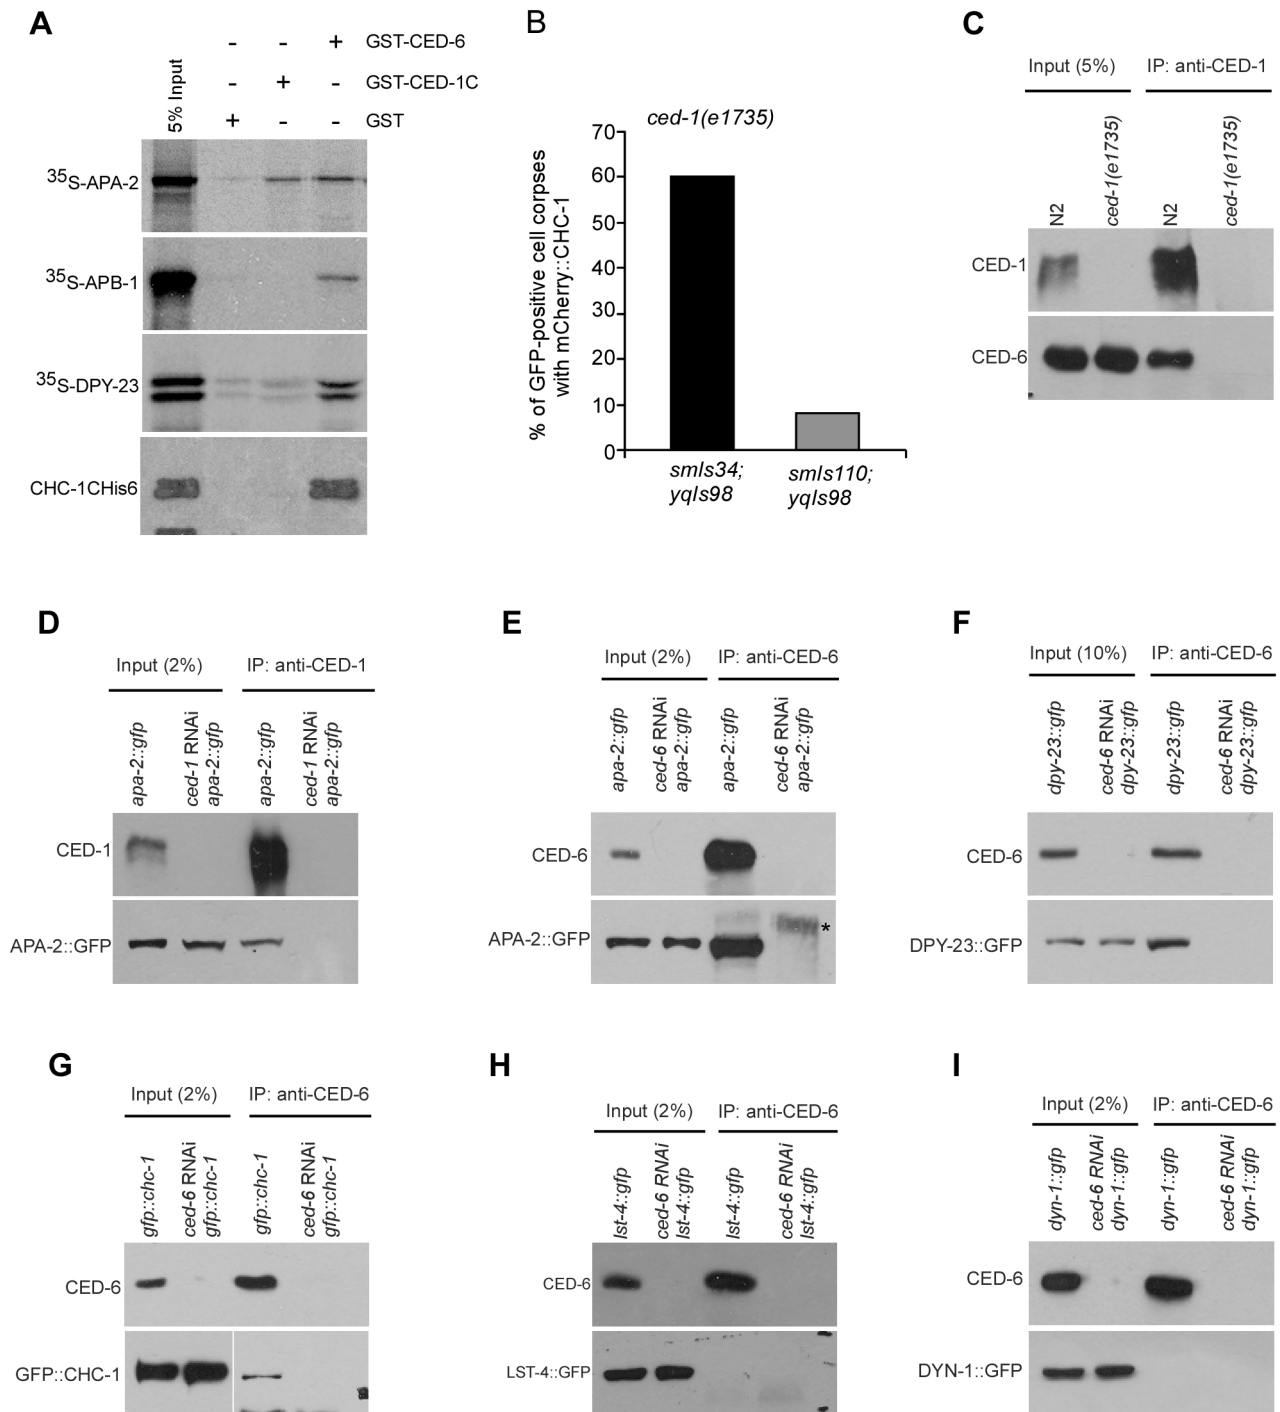 A
- - + GST-CED-6
- + - GST-CED-1C
+ - - GST
5% Input
35S-APA-2
35S-APB-1
35S-DPY-23
CHC-1CHis6
B
ced-1(e1735)
% of GFP-positive cell corpses
with mCherry::CHC-1
70
60
50
40
30
20
10
0
smIs34;
yqIs98
smIs110;
yqIs98
C
Input (5%) IP: anti-CED-1
N2 ced-1(e1735) N2 ced-1(e1735)
CED-1
CED-6
D
Input (2%) IP: anti-CED-1
apa-2::gfp
ced-1 RNAi
apa-2::gfp
apa-2::gfp
ced-1 RNAi
apa-2::gfp
CED-1
APA-2::GFP
E
Input (2%) IP: anti-CED-6
apa-2::gfp
ced-6 RNAi
apa-2::gfp
apa-2::gfp
ced-6 RNAi
apa-2::gfp
CED-6
APA-2::GFP
*
F
Input (10%) IP: anti-CED-6
dpy-23::gfp
ced-6 RNAi
dpy-23::gfp
dpy-23::gfp
ced-6 RNAi
dpy-23::gfp
CED-6
DPY-23::GFP
G
Input (2%) IP: anti-CED-6
gfp::chc-1
ced-6 RNAi
gfp::chc-1
gfp::chc-1
ced-6 RNAi
gfp::chc-1
CED-6
GFP::CHC-1
H
Input (2%) IP: anti-CED-6
lst-4::gfp
ced-6 RNAi
lst-4::gfp
lst-4::gfp
ced-6 RNAi
lst-4::gfp
CED-6
LST-4::GFP
I
Input (2%) IP: anti-CED-6
dyn-1::gfp
ced-6 RNAi
dyn-1::gfp
dyn-1::gfp
ced-6 RNAi
dyn-1::gfp
CED-6
DYN-1::GFP